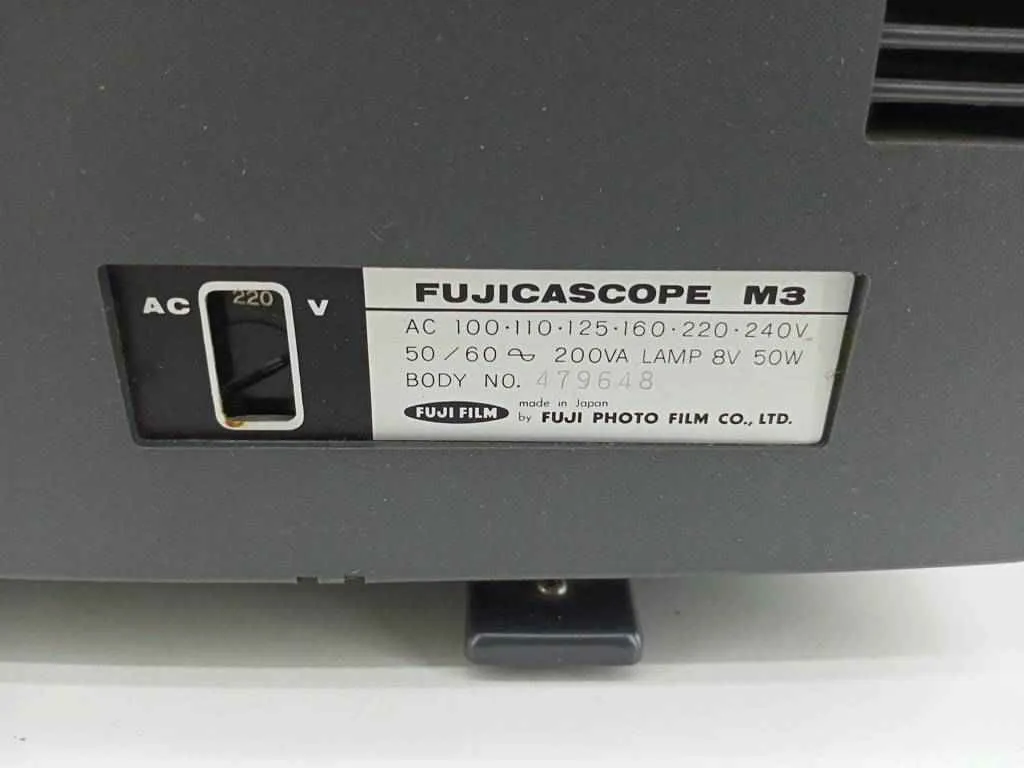 AC 220 V
FUJICASCOPE M3
AC 100·110·125·160·220·240V
50/60 ~ 200VA LAMP 8V 50W
BODY NO. 479648
FUJI FILM made in Japan
by FUJI PHOTO FILM CO., LTD.